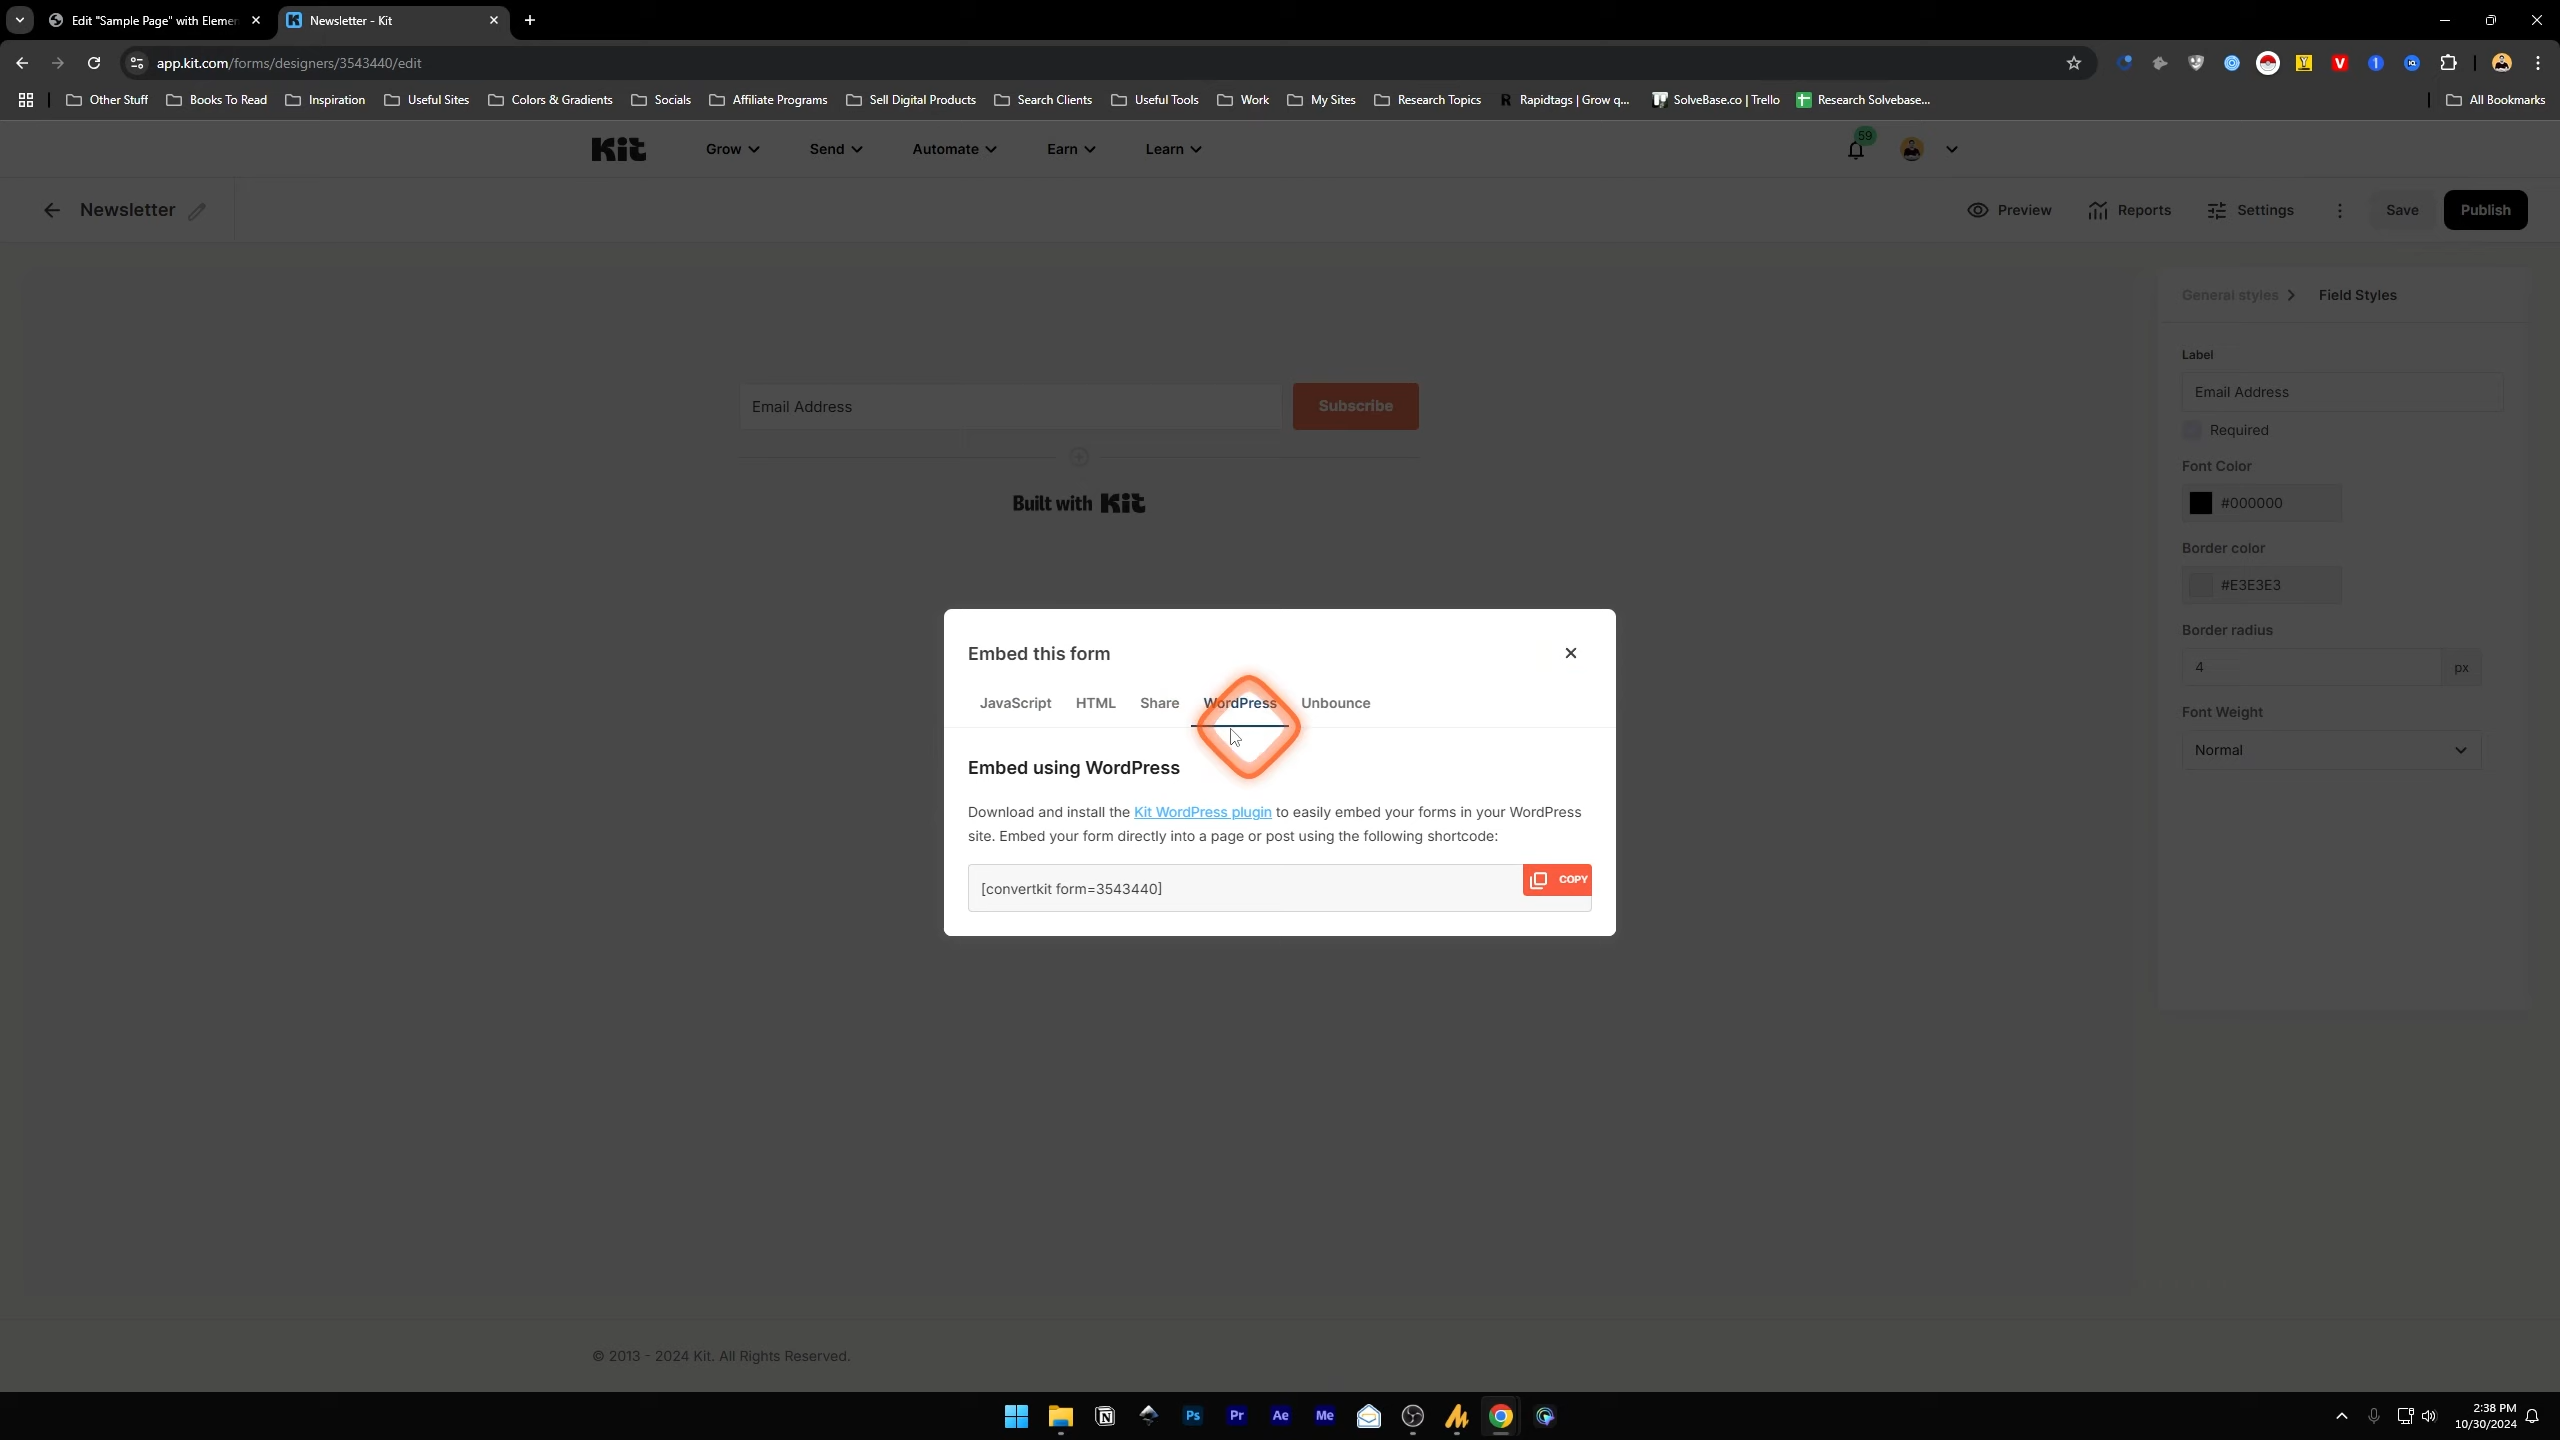 Edit "Sample Page" with Elemen
Newsletter - Kit
app.kit.com/forms/designers/3543440/edit
Other Stuff
Books To Read
Inspiration
Useful Sites
Colors & Gradients
Socials
Affiliate Programs
Sell Digital Products
Search Clients
Useful Tools
Work
My Sites
Research Topics
Rapidtags | Grow q...
SolveBase.co | Trello
Research Solvebase...
All Bookmarks
Kit
Grow
Send
Automate
Earn
Learn
59
Newsletter
Preview
Reports
Settings
Save
Publish
General styles
Field Styles
Label
Email Address
Required
Font Color
#000000
Border color
#E3E3E3
Border radius
4
px
Font Weight
Normal
Email Address
Subscribe
Built with Kit
Embed this form
JavaScript
HTML
Share
WordPress
Unbounce
Embed using WordPress
Download and install the Kit WordPress plugin to easily embed your forms in your WordPress
site. Embed your form directly into a page or post using the following shortcode:
[convertkit form=3543440]
COPY
© 2013 - 2024 Kit. All Rights Reserved.
Ps
Pr
Ae
Me
2:38 PM
10/30/2024